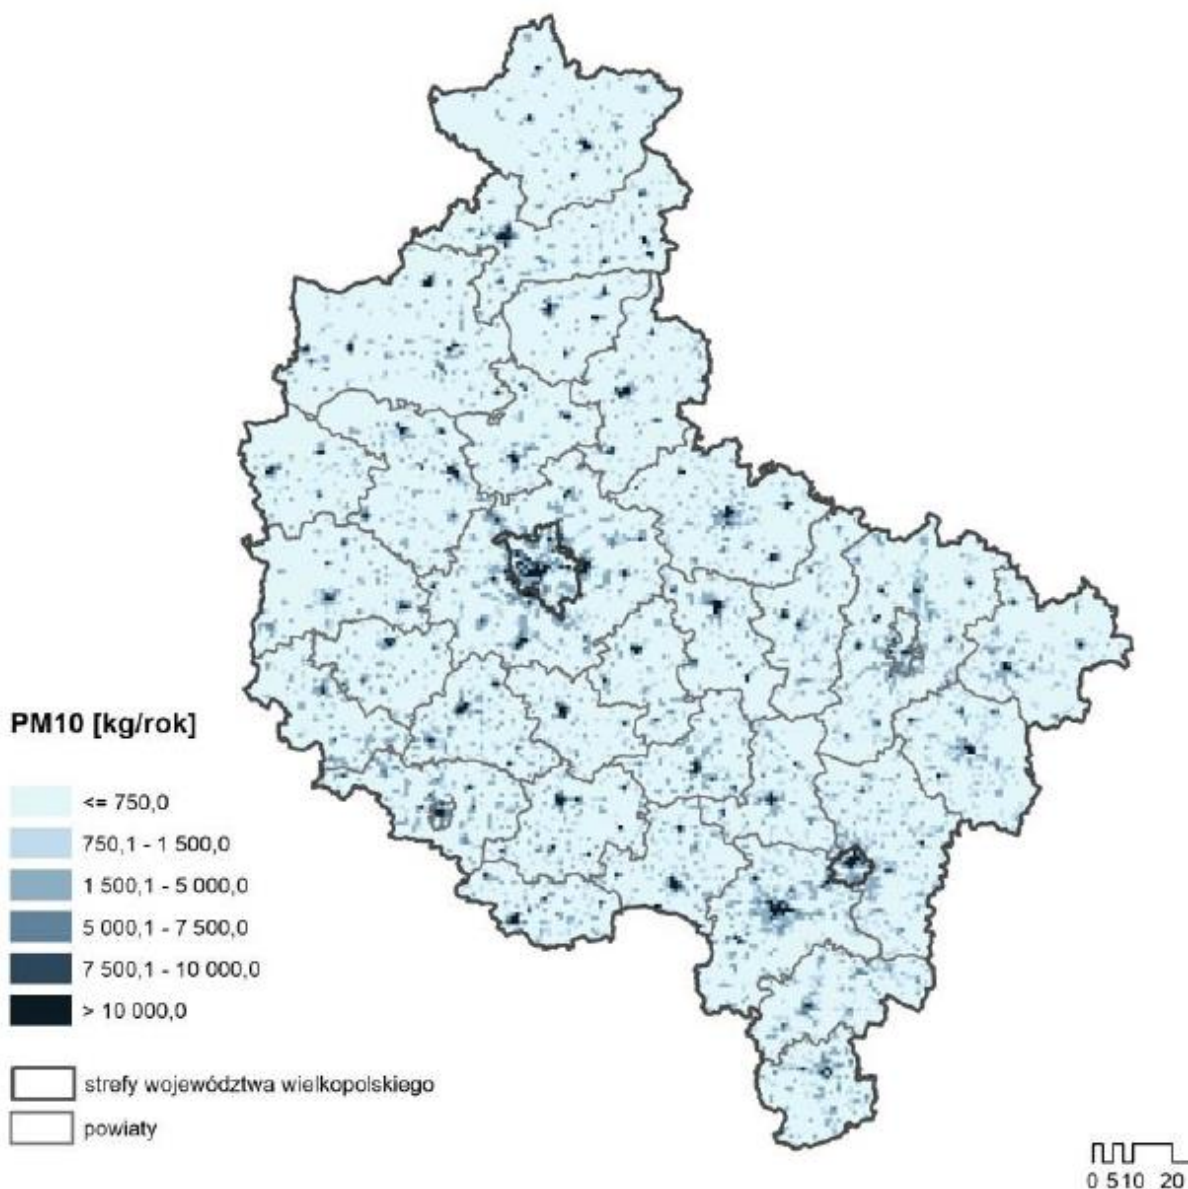 PM10 [kg/rok]
<= 750,0
750,1 - 1 500,0
1 500,1 - 5 000,0
5 000,1 - 7 500,0
7 500,1 - 10 000,0
> 10 000,0
strefy województwa wielkopolskiego
powiaty
0 5 10 20